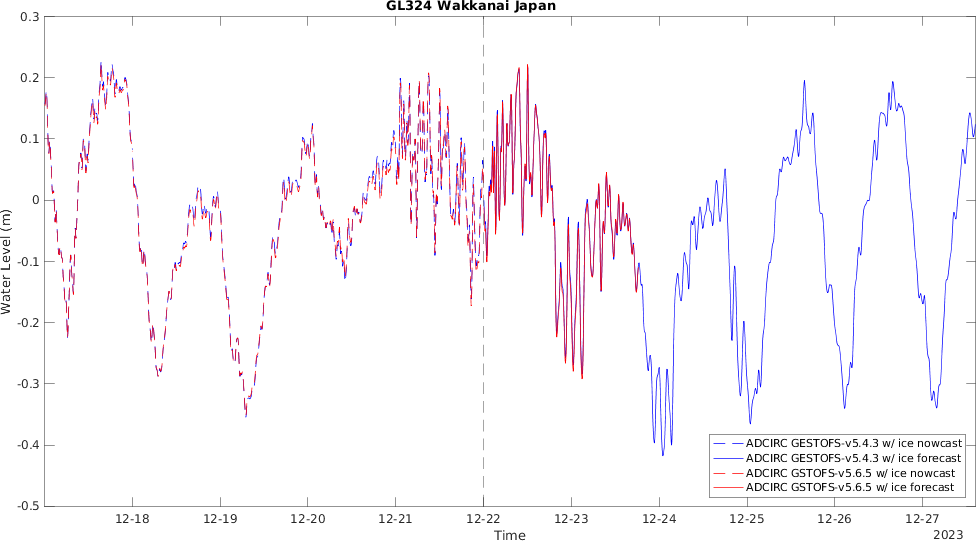 GL324 Wakkanai Japan
0.3
0.2
0.1
0
-0.1
-0.2
-0.3
-0.4
-0.5
Water Level (m)
12-18 12-19 12-20 12-21 12-22 12-23 12-24 12-25 12-26 12-27
Time
2023
ADCIRC GESTOFS-v5.4.3 w/ ice nowcast
ADCIRC GESTOFS-v5.4.3 w/ ice forecast
ADCIRC GSTOFS-v5.6.5 w/ ice nowcast
ADCIRC GSTOFS-v5.6.5 w/ ice forecast